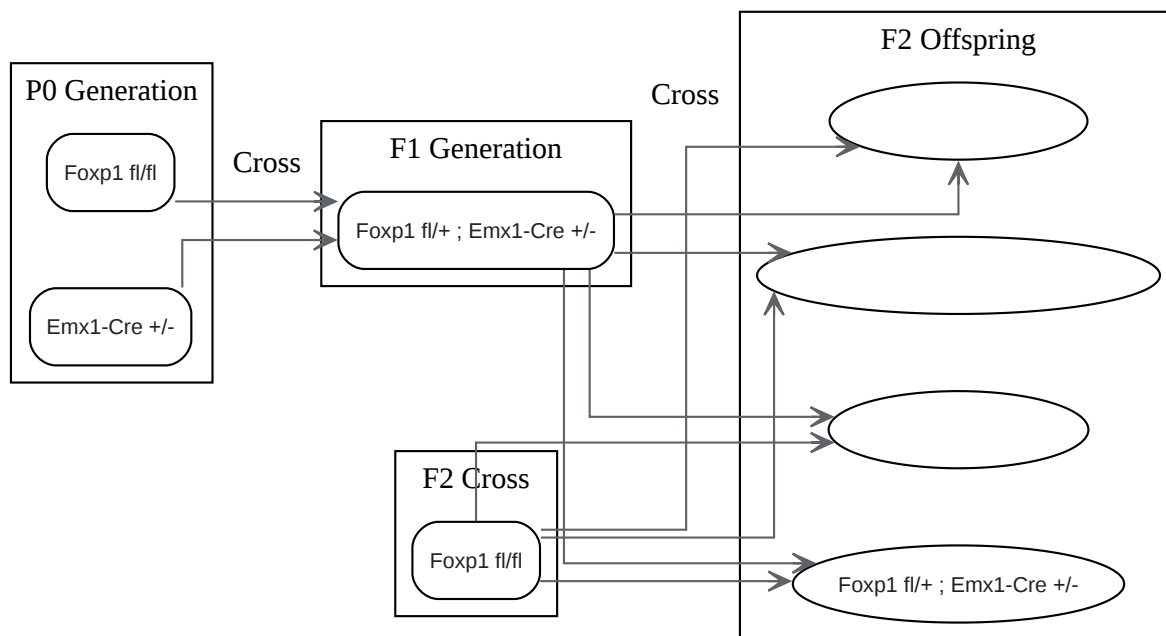 P0 Generation
Foxp1 fl/fl
Emx1-Cre +/-
Cross
F1 Generation
Foxp1 fl/+ ; Emx1-Cre +/-
F2 Cross
Foxp1 fl/fl
Cross
F2 Offspring
Foxp1 fl/+ ; Emx1-Cre +/-